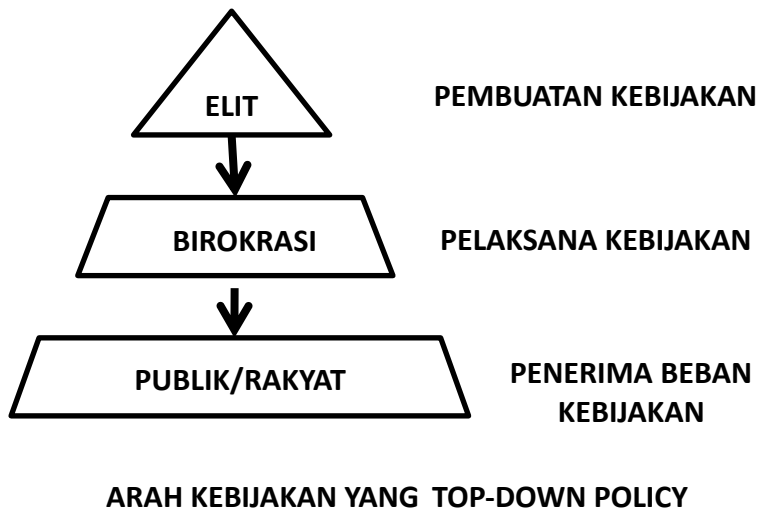 ELIT
PEMBUATAN KEBIJAKAN
BIROKRASI
PELAKSANA KEBIJAKAN
PUBLIK/RAKYAT
PENERIMA BEBAN
KEBIJAKAN
ARAH KEBIJAKAN YANG TOP-DOWN POLICY